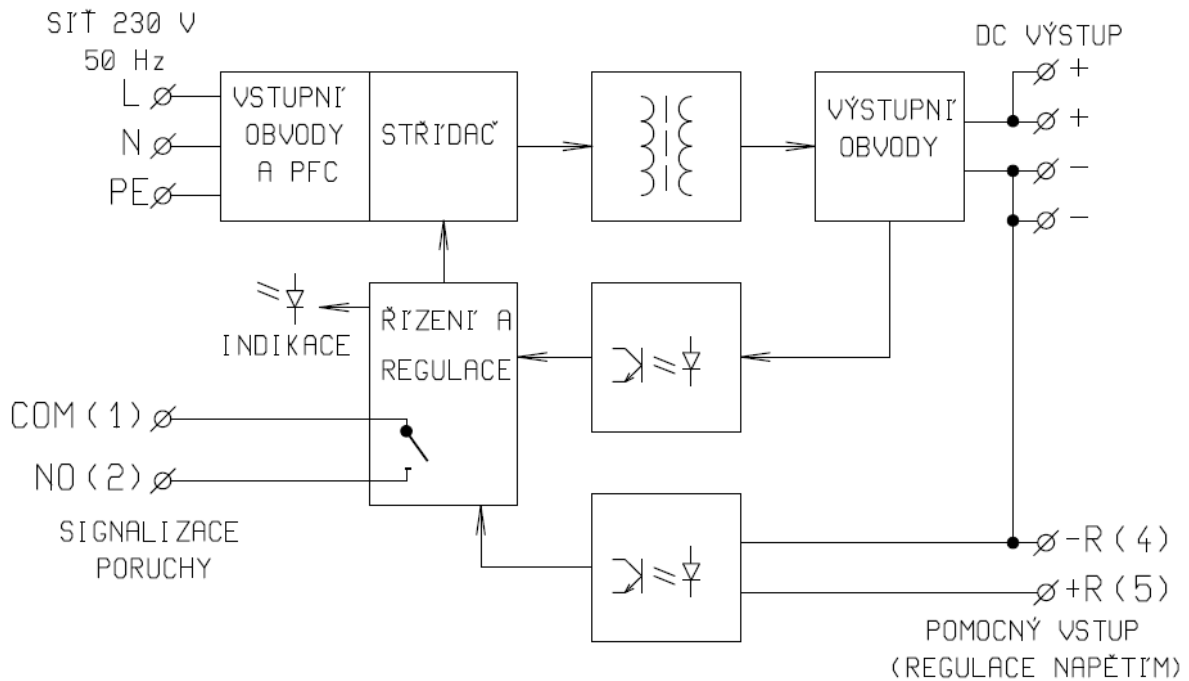 SÍŤ 230 V
50 Hz
L
N
PE
VSTUPNÍ
OBVODY
A PFC
STŘÍDAČ
VÝSTUPNÍ
OBVODY
DC VÝSTUP
+
+
-
-
INDIKACE
ŘÍZENÍ A
REGULACE
COM(1)
NO(2)
SIGNALIZACE
PORUCHY
-R(4)
+R(5)
POMOCNÝ VSTUP
(REGULACE NAPĚTÍM)